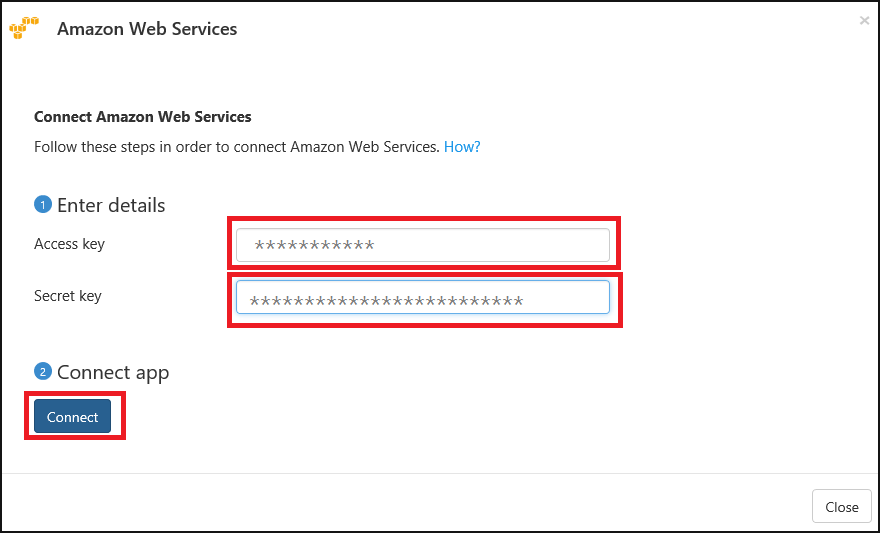 Amazon Web Services
×
Connect Amazon Web Services
Follow these steps in order to connect Amazon Web Services. How?
1 Enter details
Access key ***********
Secret key *************************
2 Connect app
Connect
Close